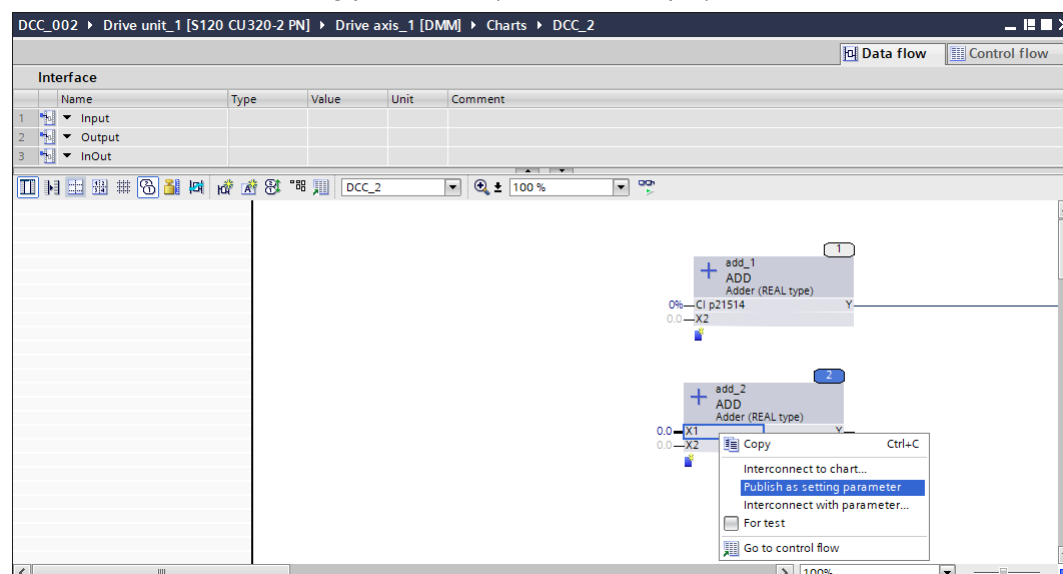 DCC_002 ▸ Drive unit_1 [S120 CU320-2 PN] ▸ Drive axis_1 [DMM] ▸ Charts ▸ DCC_2
Data flow Control flow
Interface
Name Type Value Unit Comment
1 Input
2 Output
3 InOut
DCC_2 100 %
1
add_1
ADD
Adder (REAL type)
0% CI p21514 Y
0.0 X2
2
add_2
ADD
Adder (REAL type)
0.0 X1 Y
0.0 X2
Copy Ctrl+C
Interconnect to chart...
Publish as setting parameter
Interconnect with parameter...
For test
Go to control flow
100%